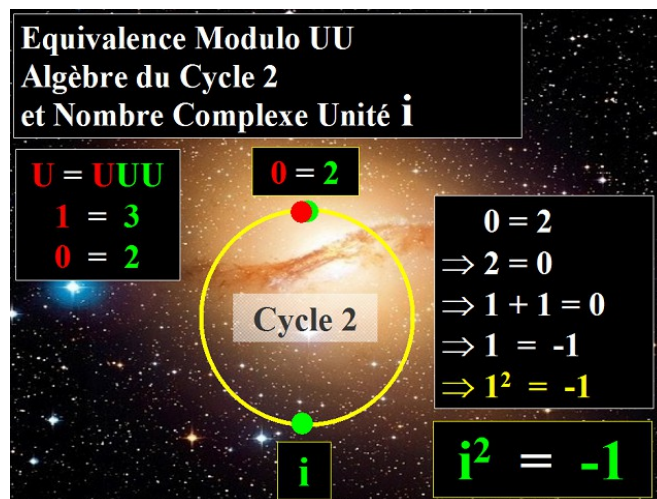 Equivalence Modulo UU
Algèbre du Cycle 2
et Nombre Complexe Unité i
U = UUU
1 = 3
0 = 2
0 = 2
Cycle 2
i
0 = 2
⇒ 2 = 0
⇒ 1 + 1 = 0
⇒ 1 = -1
⇒ 1² = -1
i² = -1